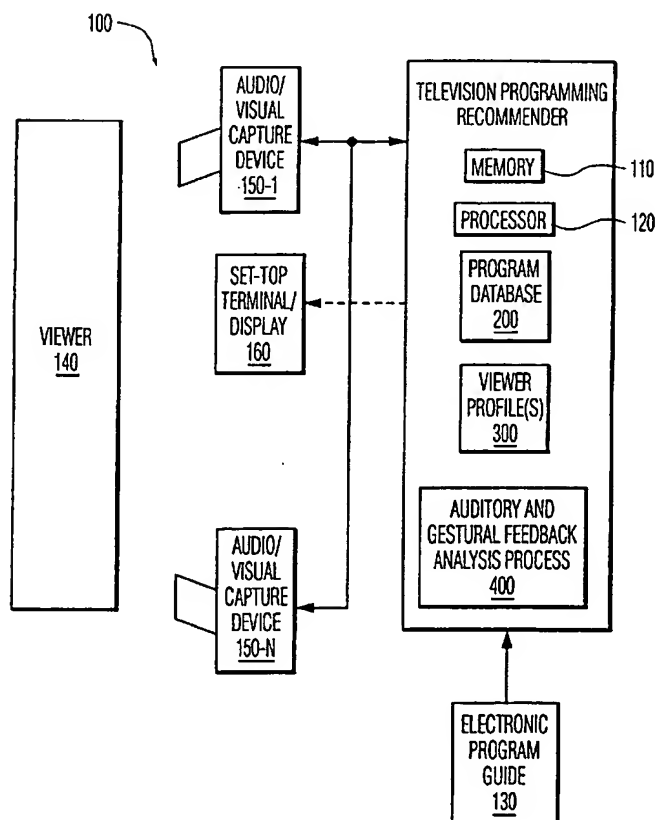 100
AUDIO/
VISUAL
CAPTURE
DEVICE
150-1
TELEVISION PROGRAMMING
RECOMMENDER
MEMORY
110
PROCESSOR
120
PROGRAM
DATABASE
200
SET-TOP
TERMINAL/
DISPLAY
160
VIEWER
140
VIEWER
PROFILE(S)
300
AUDITORY AND
GESTURAL FEEDBACK
ANALYSIS PROCESS
400
AUDIO/
VISUAL
CAPTURE
DEVICE
150-N
ELECTRONIC
PROGRAM
GUIDE
130